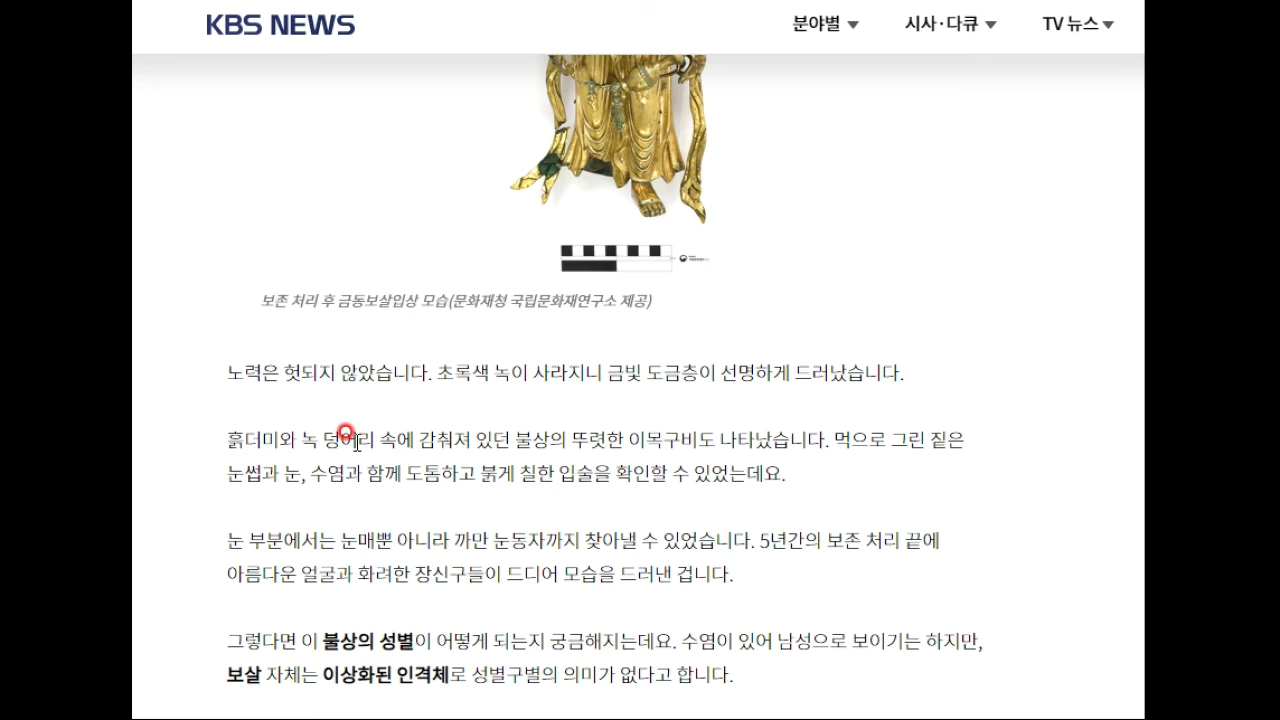 KBS NEWS
분야별 시사·다큐 TV 뉴스
보존 처리 후 금동보살입상 모습(문화재청 국립문화재연구소 제공)
노력은 헛되지 않았습니다. 초록색 녹이 사라지니 금빛 도금층이 선명하게 드러났습니다.
흙더미와 녹 덩어리 속에 감춰져 있던 불상의 뚜렷한 이목구비도 나타났습니다. 먹으로 그린 짙은
눈썹과 눈, 수염과 함께 도톰하고 붉게 칠한 입술을 확인할 수 있었는데요.
눈 부분에서는 눈매뿐 아니라 까만 눈동자까지 찾아낼 수 있었습니다. 5년간의 보존 처리 끝에
아름다운 얼굴과 화려한 장신구들이 드디어 모습을 드러낸 겁니다.
그렇다면 이 불상의 성별이 어떻게 되는지 궁금해지는데요. 수염이 있어 남성으로 보이기는 하지만,
보살 자체는 이상화된 인격체로 성별구별의 의미가 없다고 합니다.